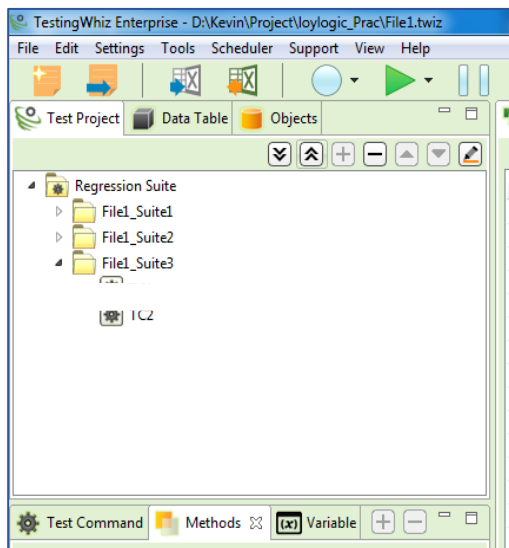 TestingWhiz Enterprise - D:\Kevin\Project\loylogic_Prac\File1.twiz
File Edit Settings Tools Scheduler Support View Help
Test Project Data Table Objects
Regression Suite
File1_Suite1
File1_Suite2
File1_Suite3
TC2
Test Command Methods (x) Variable